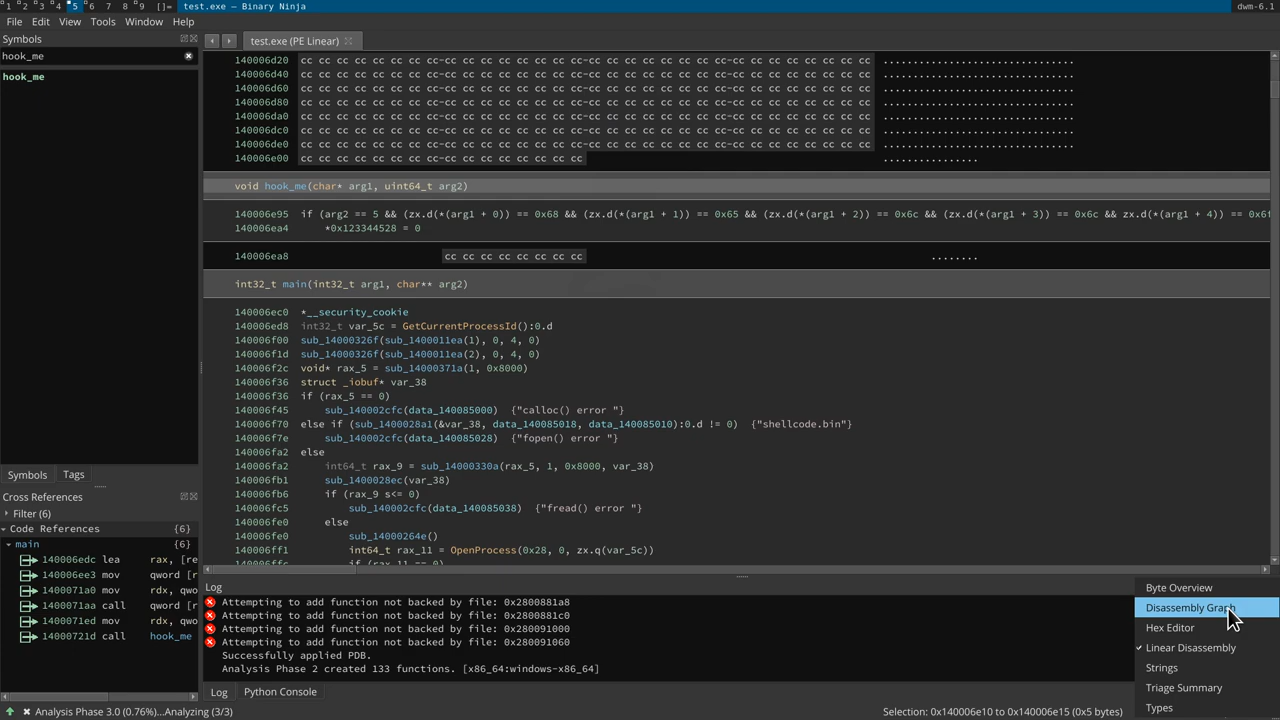 1 2 3 4 5 6 7 8 9 []= test.exe — Binary Ninja dwm-6.1
File Edit View Tools Window Help
Symbols
hook_me
hook_me
Symbols Tags
Cross References
Filter (6)
Code References {6}
main {6}
140006edc lea rax, [re
140006ee3 mov qword [r
1400071a0 mov rdx, qwo
1400071aa call qword [r
1400071ed mov rdx, qwo
14000721d call hook_me
test.exe (PE Linear)
140006d20 cc cc cc cc cc cc cc cc-cc cc cc cc cc cc cc cc-cc cc cc cc cc cc cc cc-cc cc cc cc cc cc cc cc ................................
140006d40 cc cc cc cc cc cc cc cc-cc cc cc cc cc cc cc cc-cc cc cc cc cc cc cc cc-cc cc cc cc cc cc cc cc ................................
140006d60 cc cc cc cc cc cc cc cc-cc cc cc cc cc cc cc cc-cc cc cc cc cc cc cc cc-cc cc cc cc cc cc cc cc ................................
140006d80 cc cc cc cc cc cc cc cc-cc cc cc cc cc cc cc cc-cc cc cc cc cc cc cc cc-cc cc cc cc cc cc cc cc ................................
140006da0 cc cc cc cc cc cc cc cc-cc cc cc cc cc cc cc cc-cc cc cc cc cc cc cc cc-cc cc cc cc cc cc cc cc ................................
140006dc0 cc cc cc cc cc cc cc cc-cc cc cc cc cc cc cc cc-cc cc cc cc cc cc cc cc-cc cc cc cc cc cc cc cc ................................
140006de0 cc cc cc cc cc cc cc cc-cc cc cc cc cc cc cc cc-cc cc cc cc cc cc cc cc-cc cc cc cc cc cc cc cc ................................
140006e00 cc cc cc cc cc cc cc cc-cc cc cc cc cc cc cc cc ................
void hook_me(char* arg1, uint64_t arg2)
140006e95 if (arg2 == 5 && (zx.d(*(arg1 + 0)) == 0x68 && (zx.d(*(arg1 + 1)) == 0x65 && (zx.d(*(arg1 + 2)) == 0x6c && (zx.d(*(arg1 + 3)) == 0x6c && (zx.d(*(arg1 + 4)) == 0x6f
140006ea4 *0x123344528 = 0
140006ea8 cc cc cc cc cc cc cc cc ........
int32_t main(int32_t arg1, char** arg2)
140006ec0 *__security_cookie
140006ed8 int32_t var_5c = GetCurrentProcessId():0.d
140006f00 sub_14000326f(sub_1400011ea(1), 0, 4, 0)
140006f1d sub_14000326f(sub_1400011ea(2), 0, 4, 0)
140006f2c void* rax_5 = sub_14000371a(1, 0x8000)
140006f36 struct _iobuf* var_38
140006f36 if (rax_5 == 0)
140006f45 sub_140002cfc(data_140085000) {"calloc() error "}
140006f70 else if (sub_1400028a1(&var_38, data_140085018, data_140085010):0.d != 0) {"shellcode.bin"}
140006f7e sub_140002cfc(data_140085028) {"fopen() error "}
140006fa2 else
140006fa2 int64_t rax_9 = sub_14000330a(rax_5, 1, 0x8000, var_38)
140006fb1 sub_1400028ec(var_38)
140006fb6 if (rax_9 s<= 0)
140006fc5 sub_140002cfc(data_140085038) {"fread() error "}
140006fe0 else
140006fe0 sub_14000264e()
140006ff1 int64_t rax_11 = OpenProcess(0x28, 0, zx.q(var_5c))
140006ffc if (rax_11 == 0)
Log
Attempting to add function not backed by file: 0x2800881a8
Attempting to add function not backed by file: 0x2800881c0
Attempting to add function not backed by file: 0x280091000
Attempting to add function not backed by file: 0x280091060
Successfully applied PDB.
Analysis Phase 2 created 133 functions. [x86_64:windows-x86_64]
Log Python Console
Byte Overview
Disassembly Graph
Hex Editor
Linear Disassembly
Strings
Triage Summary
Types
Analysis Phase 3.0 (0.76%)...Analyzing (3/3) Selection: 0x140006e10 to 0x140006e15 (0x5 bytes)